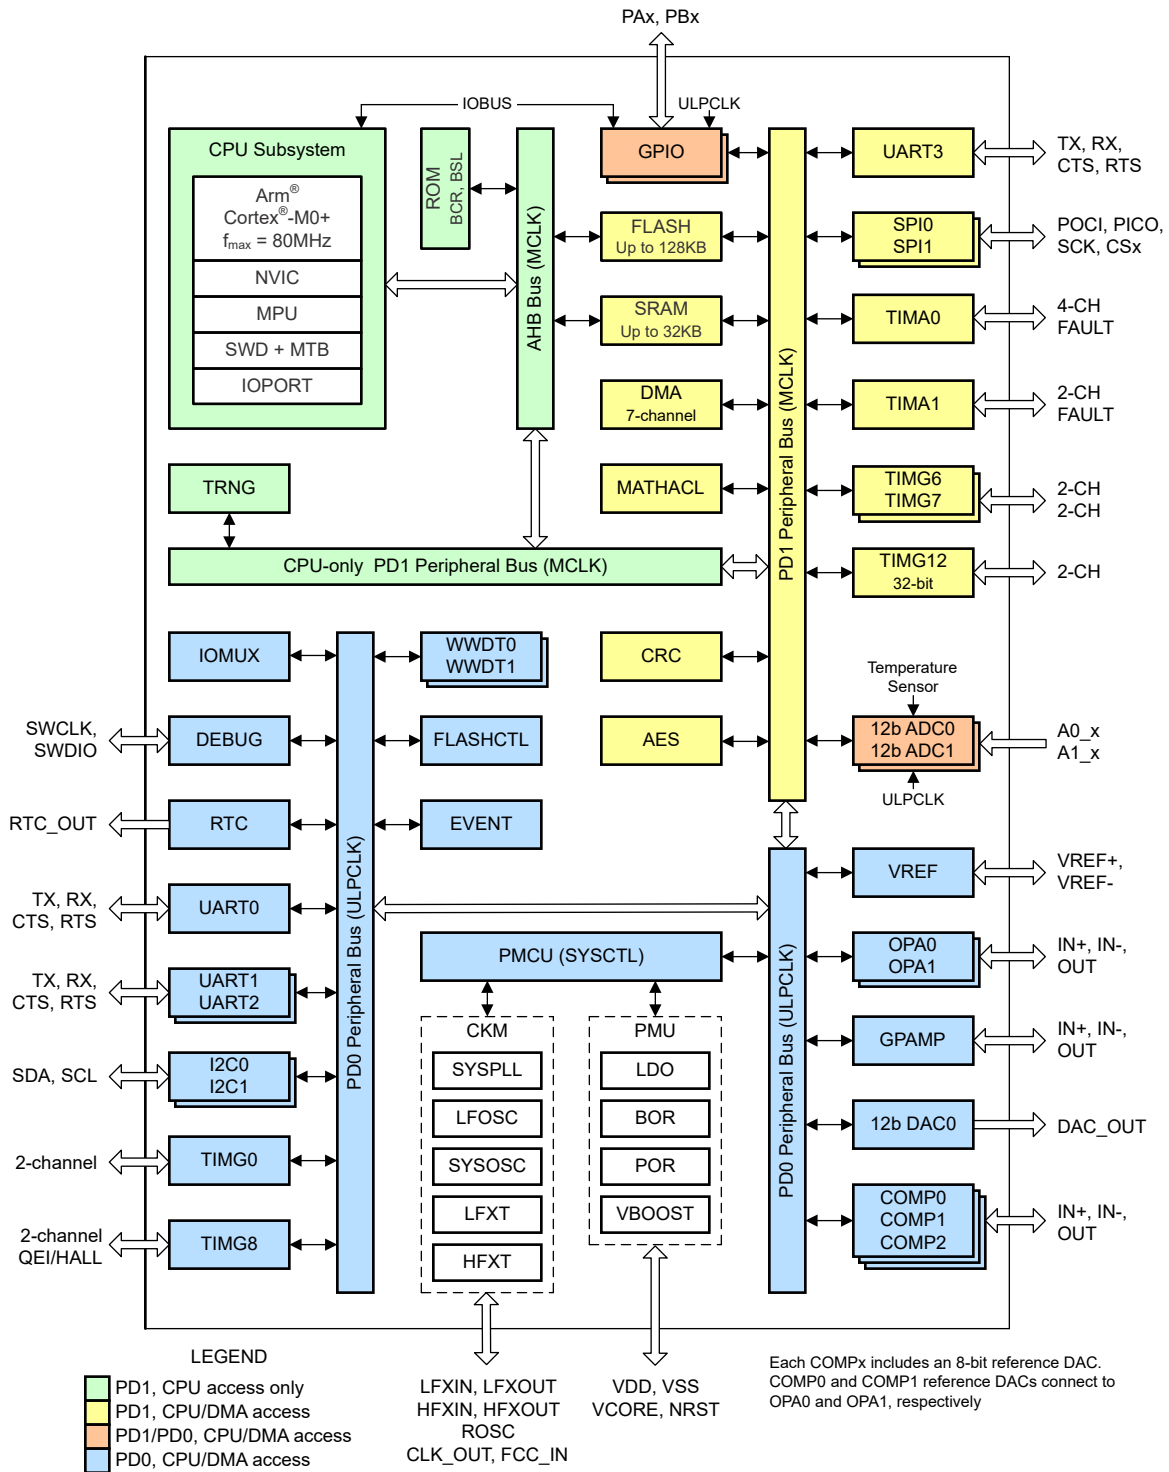 PAx, PBx
IOBUS
ULPCLK
CPU Subsystem
Arm®
Cortex®-M0+
fmax = 80MHz
NVIC
MPU
SWD + MTB
IOPORT
ROM
BCR, BSL
AHB Bus (MCLK)
GPIO
FLASH
Up to 128KB
SRAM
Up to 32KB
DMA
7-channel
MATHACL
PD1 Peripheral Bus (MCLK)
UART3
TX, RX,
CTS, RTS
SPI0
SPI1
POCI, PICO,
SCK, CSx
TIMA0
4-CH
FAULT
TIMA1
2-CH
FAULT
TIMG6
TIMG7
2-CH
2-CH
TIMG12
32-bit
2-CH
TRNG
CPU-only PD1 Peripheral Bus (MCLK)
CRC
AES
Temperature
Sensor
12b ADC0
12b ADC1
ULPCLK
A0_x
A1_x
IOMUX
WWDT0
WWDT1
SWCLK,
SWDIO
DEBUG
FLASHCTL
RTC_OUT
RTC
EVENT
PD0 Peripheral Bus (ULPCLK)
TX, RX,
CTS, RTS
UART0
TX, RX,
CTS, RTS
UART1
UART2
SDA, SCL
I2C0
I2C1
2-channel
TIMG0
2-channel
QEI/HALL
TIMG8
PMCU (SYSCTL)
CKM
SYSPLL
LFOSC
SYSOSC
LFXT
HFXT
PMU
LDO
BOR
POR
VBOOST
PD0 Peripheral Bus (ULPCLK)
VREF
VREF+,
VREF-
OPA0
OPA1
IN+, IN-,
OUT
GPAMP
IN+, IN-,
OUT
12b DAC0
DAC_OUT
COMP0
COMP1
COMP2
IN+, IN-,
OUT
LEGEND
PD1, CPU access only
PD1, CPU/DMA access
PD1/PD0, CPU/DMA access
PD0, CPU/DMA access
LFXIN, LFXOUT
HFXIN, HFXOUT
ROSC
CLK_OUT, FCC_IN
VDD, VSS
VCORE, NRST
Each COMPx includes an 8-bit reference DAC.
COMP0 and COMP1 reference DACs connect to
OPA0 and OPA1, respectively